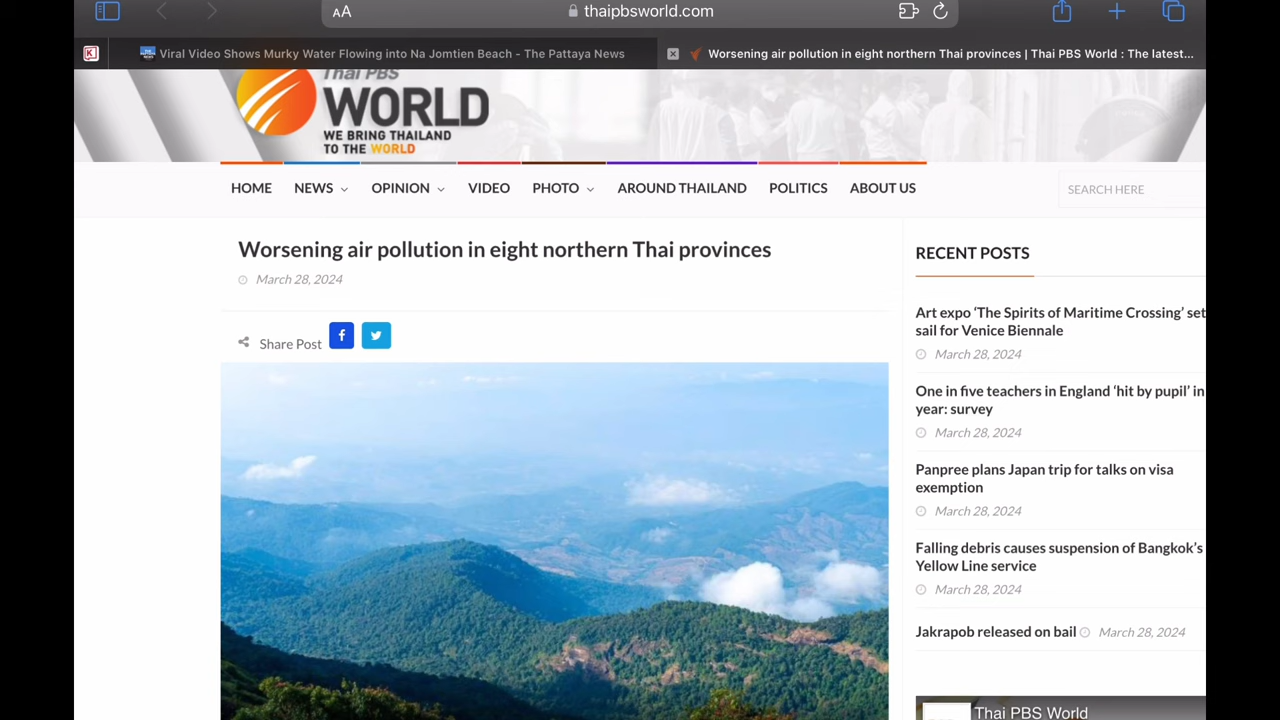 AA
thaipbsworld.com
K
Viral Video Shows Murky Water Flowing into Na Jomtien Beach - The Pattaya News
Worsening air pollution in eight northern Thai provinces | Thai PBS World : The latest...
Thai PBS
WORLD
WE BRING THAILAND
TO THE WORLD
HOME
NEWS
OPINION
VIDEO
PHOTO
AROUND THAILAND
POLITICS
ABOUT US
SEARCH HERE
Worsening air pollution in eight northern Thai provinces
March 28, 2024
Share Post
RECENT POSTS
Art expo ‘The Spirits of Maritime Crossing’ set
sail for Venice Biennale
March 28, 2024
One in five teachers in England ‘hit by pupil’ in
year: survey
March 28, 2024
Panpree plans Japan trip for talks on visa
exemption
March 28, 2024
Falling debris causes suspension of Bangkok’s
Yellow Line service
March 28, 2024
Jakrapob released on bail March 28, 2024
Thai PBS World